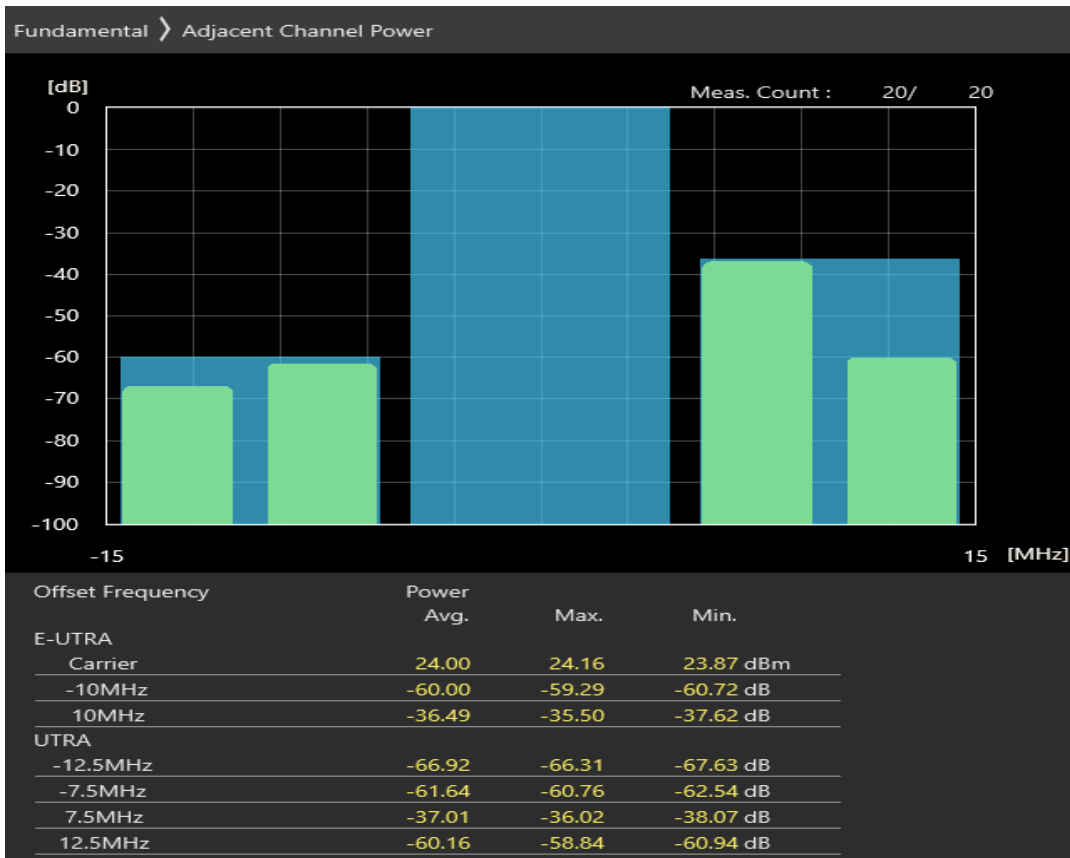 Fundamental 〉 Adjacent Channel Power
[dB]
Meas. Count : 20/ 20
0
-10
-20
-30
-40
-50
-60
-70
-80
-90
-100
-15 15 [MHz]
Offset Frequency Power
Avg. Max. Min.
E-UTRA
Carrier 24.00 24.16 23.87 dBm
-10MHz -60.00 -59.29 -60.72 dB
10MHz -36.49 -35.50 -37.62 dB
UTRA
-12.5MHz -66.92 -66.31 -67.63 dB
-7.5MHz -61.64 -60.76 -62.54 dB
7.5MHz -37.01 -36.02 -38.07 dB
12.5MHz -60.16 -58.84 -60.94 dB